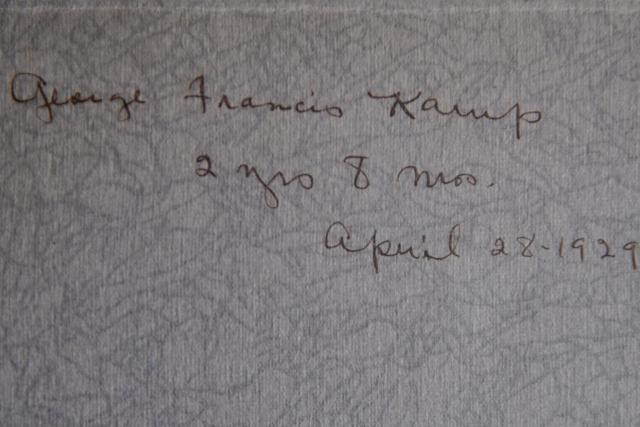 George Francis Kamp
2 yrs 8 mos.
April 28-1929